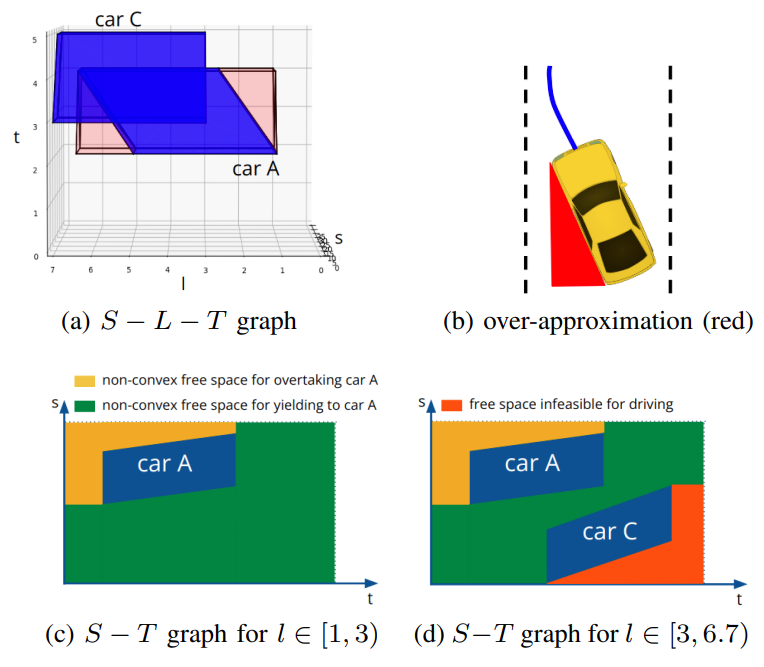 car C
5
4
3
2
1
0
t
car A
7
6
5
4
3
2
1
0
s
l
(a) S − L − T graph
(b) over-approximation (red)
non-convex free space for overtaking car A
non-convex free space for yielding to car A
s
car A
t
(c) S − T graph for l ∈ [1, 3)
free space infeasible for driving
s
car A
car C
t
(d) S−T graph for l ∈ [3, 6.7)